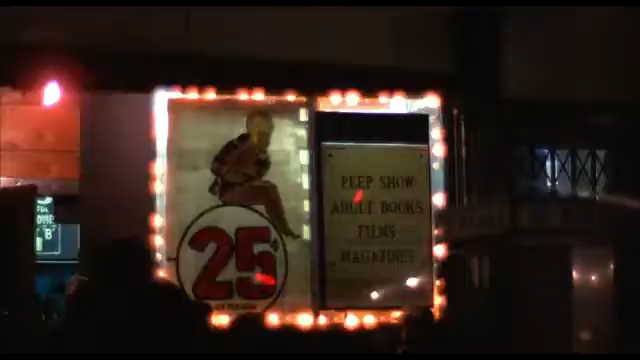 25¢
PEEP SHOW
ADULT BOOKS
FILMS
MAGAZINES
"B"